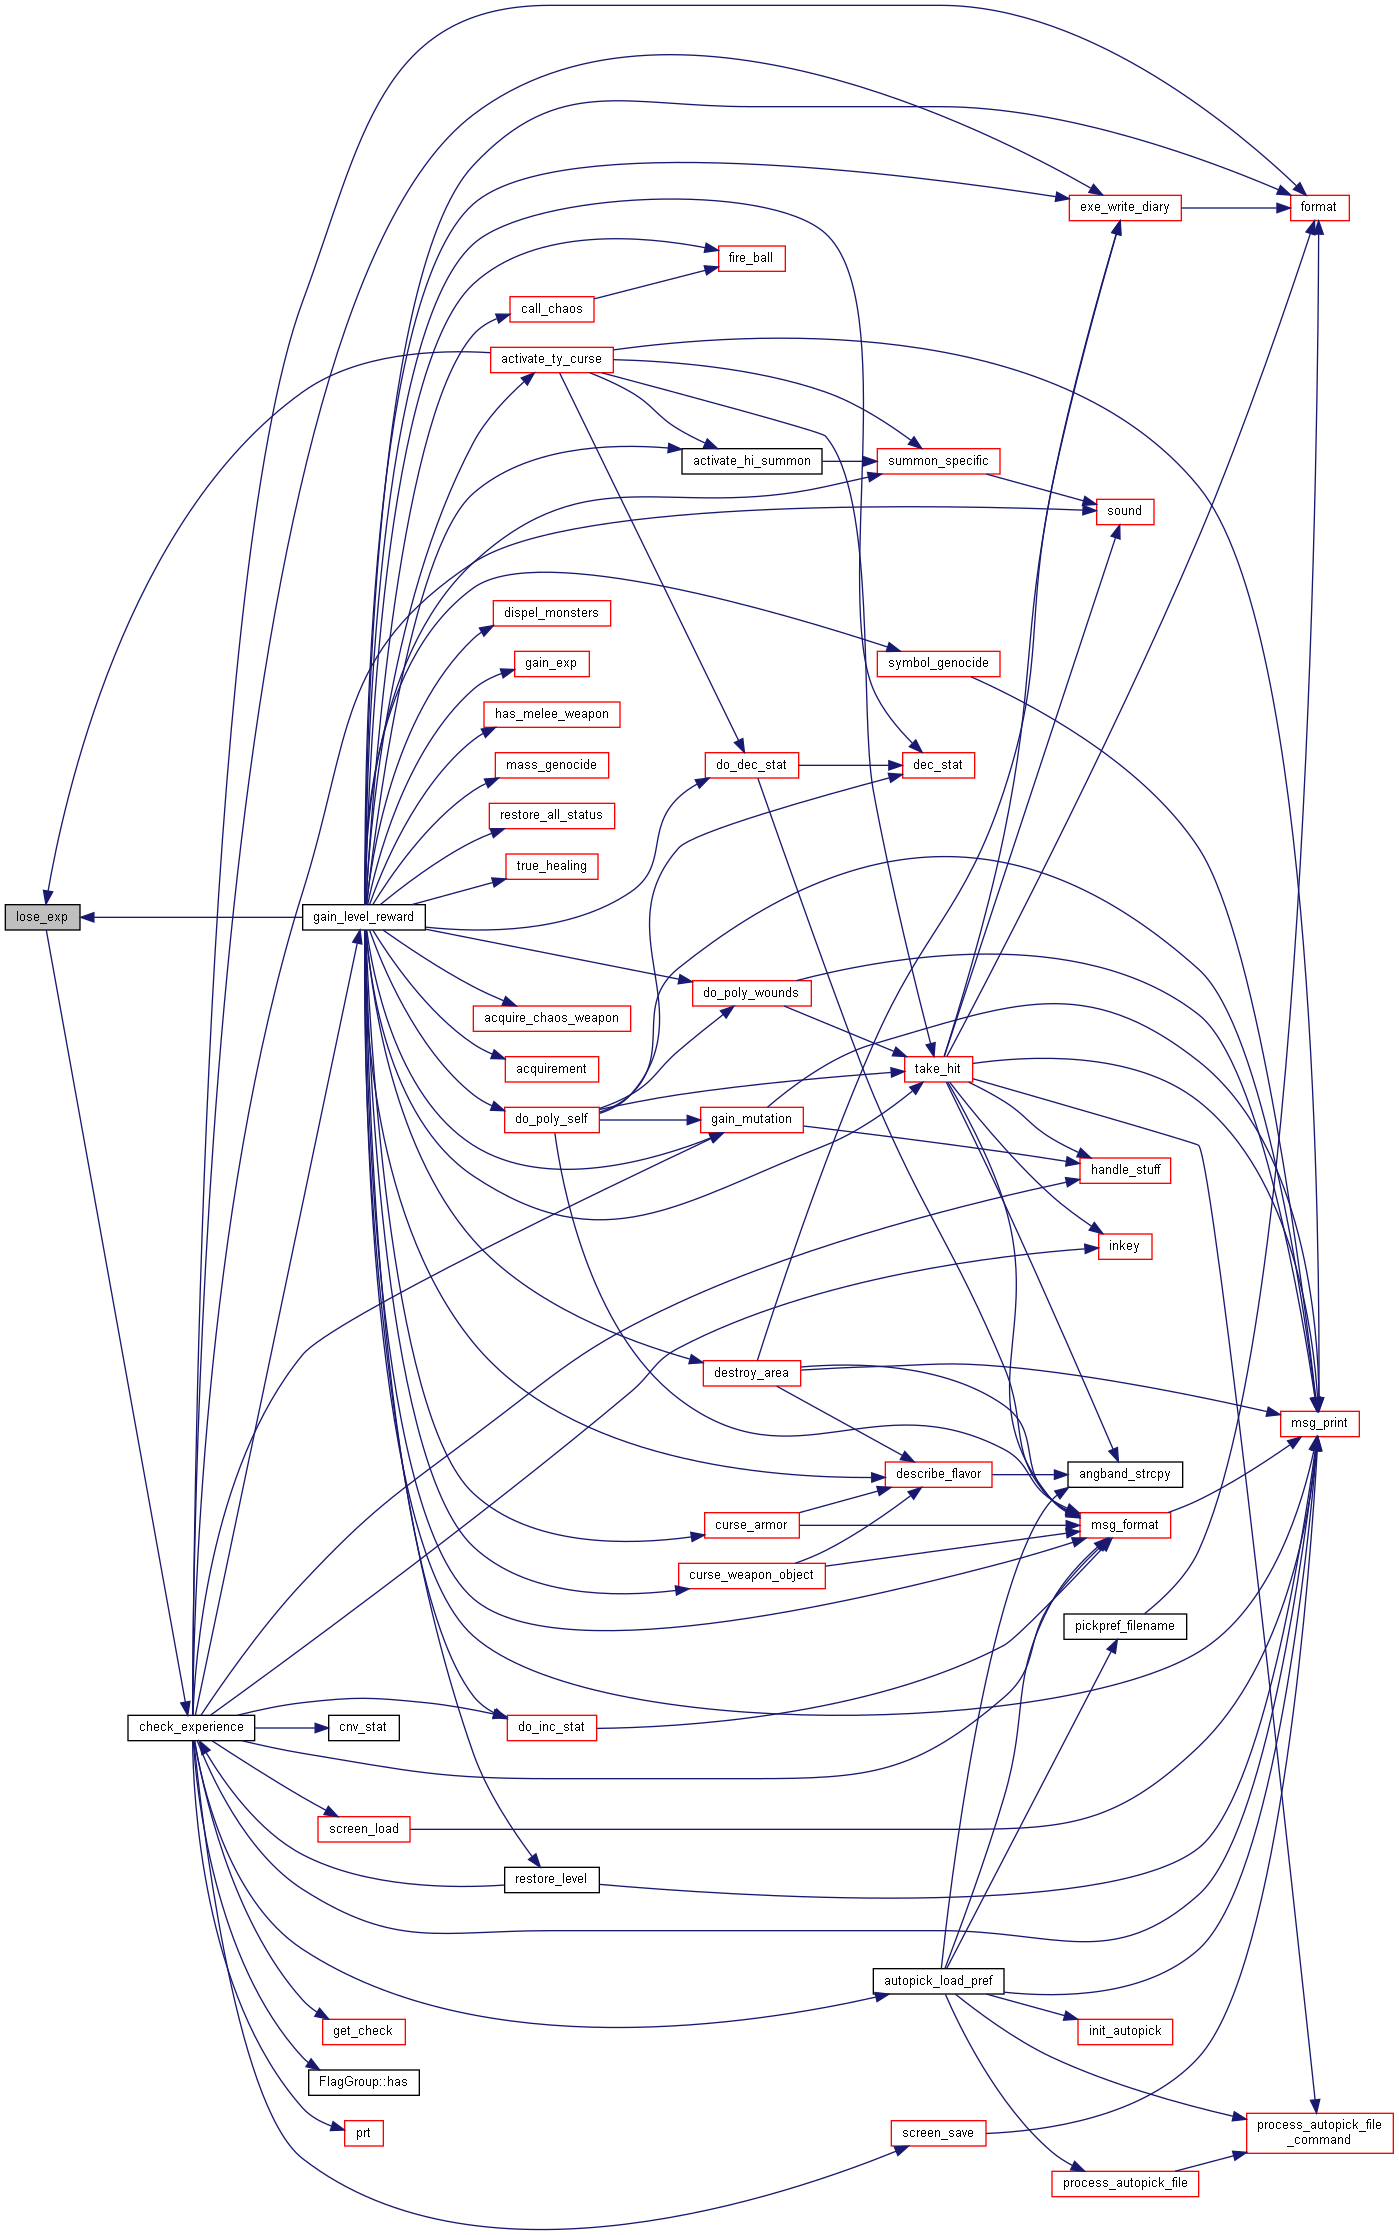 exe_write_diary
format
fire_ball
call_chaos
activate_ty_curse
activate_hi_summon
summon_specific
sound
dispel_monsters
gain_exp
symbol_genocide
has_melee_weapon
mass_genocide
do_dec_stat
dec_stat
restore_all_status
true_healing
lose_exp
gain_level_reward
do_poly_wounds
acquire_chaos_weapon
acquirement
take_hit
do_poly_self
gain_mutation
handle_stuff
inkey
destroy_area
msg_print
describe_flavor
angband_strcpy
curse_armor
msg_format
curse_weapon_object
pickpref_filename
check_experience
cnv_stat
do_inc_stat
screen_load
restore_level
autopick_load_pref
get_check
init_autopick
FlagGroup::has
prt
screen_save
process_autopick_file
_command
process_autopick_file